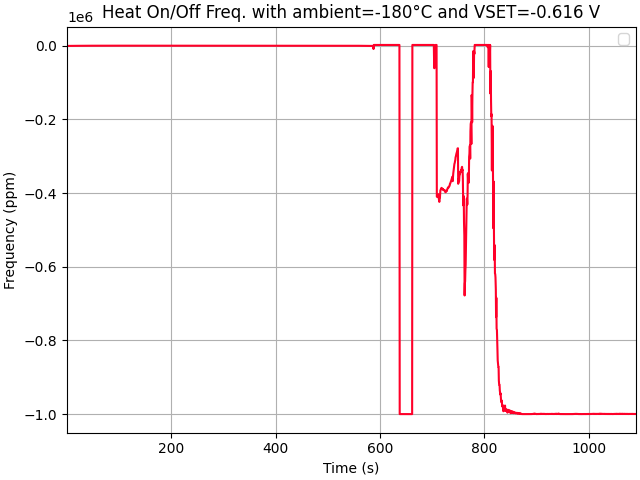 Heat On/Off Freq. with ambient=-180°C and VSET=-0.616 V
1e6
0.0
−0.2
−0.4
−0.6
−0.8
−1.0
Frequency (ppm)
200 400 600 800 1000
Time (s)